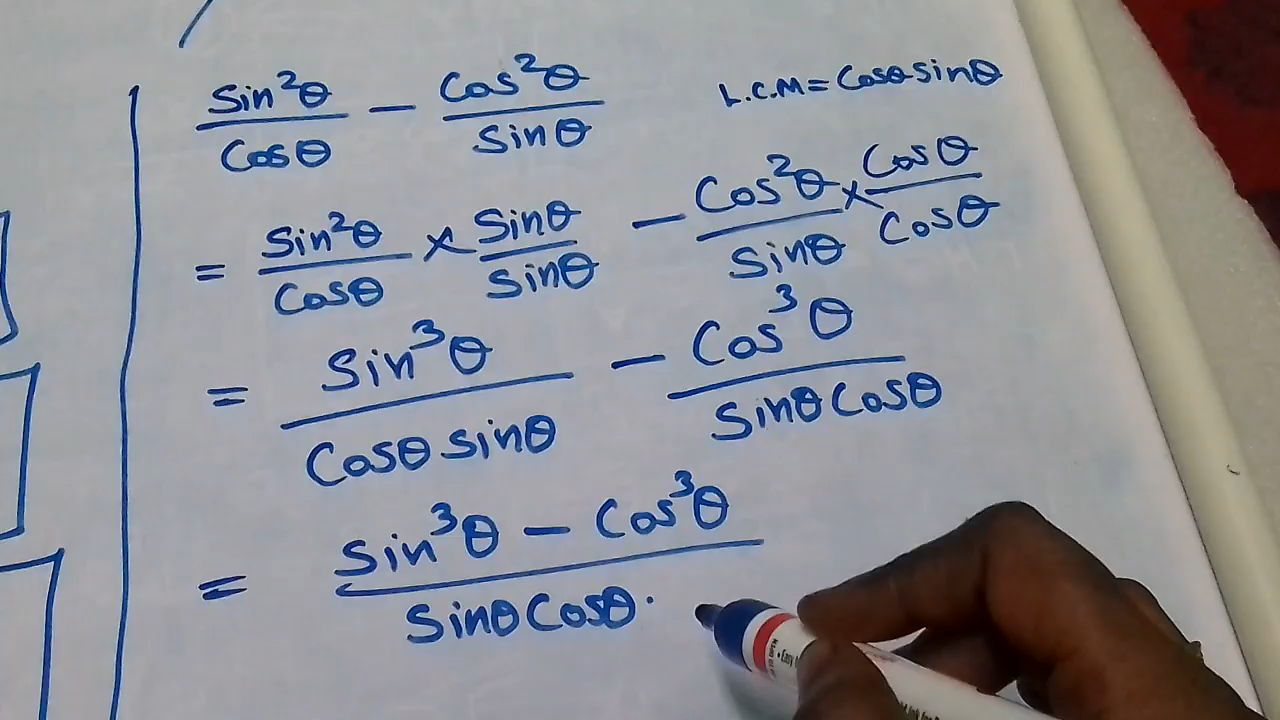 Sin²θ/Cosθ − Cos²θ/Sinθ L.C.M = Cosθ sinθ
= Sin²θ/Cosθ × Sinθ/Sinθ − Cos²θ/Sinθ × Cosθ/Cosθ
= Sin³θ/Cosθ sinθ − Cos³θ/Sinθ Cosθ
= Sin³θ − Cos³θ/Sinθ Cosθ.